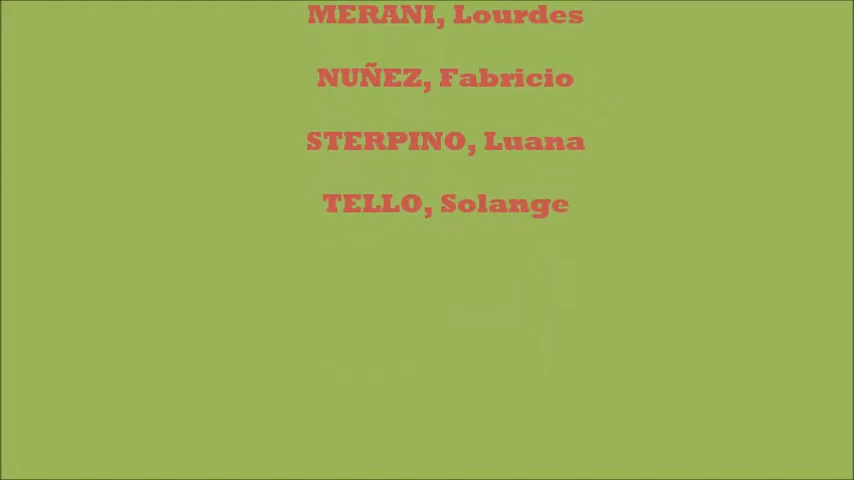 MERANI, Lourdes
NUÑEZ, Fabricio
STERPINO, Luana
TELLO, Solange